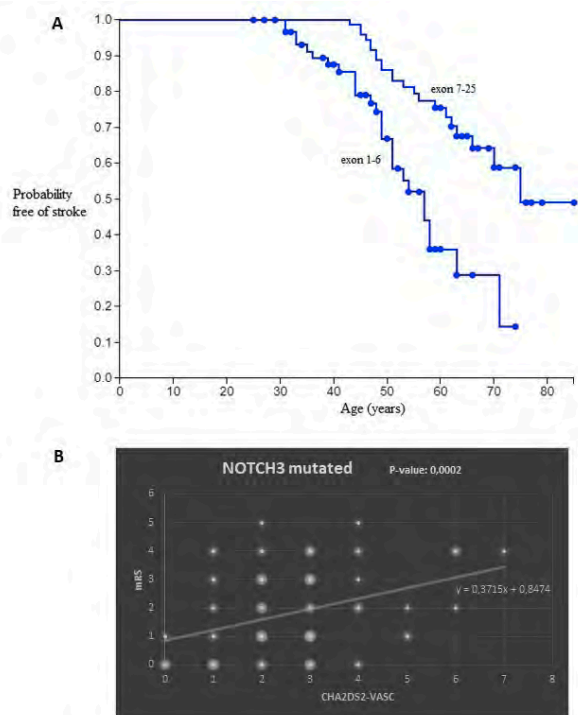 A
1.0
0.9
0.8
0.7
0.6
0.5
0.4
0.3
0.2
0.1
0.0
Probability
free of stroke
exon 7-25
exon 1-6
0 10 20 30 40 50 60 70 80
Age (years)
B
NOTCH3 mutated P-value: 0,0002
6
5
4
3
2
1
0
mRS
y = 0,3715x + 0,8474
0 1 2 3 4 5 6 7 8
CHA2DS2-VASC